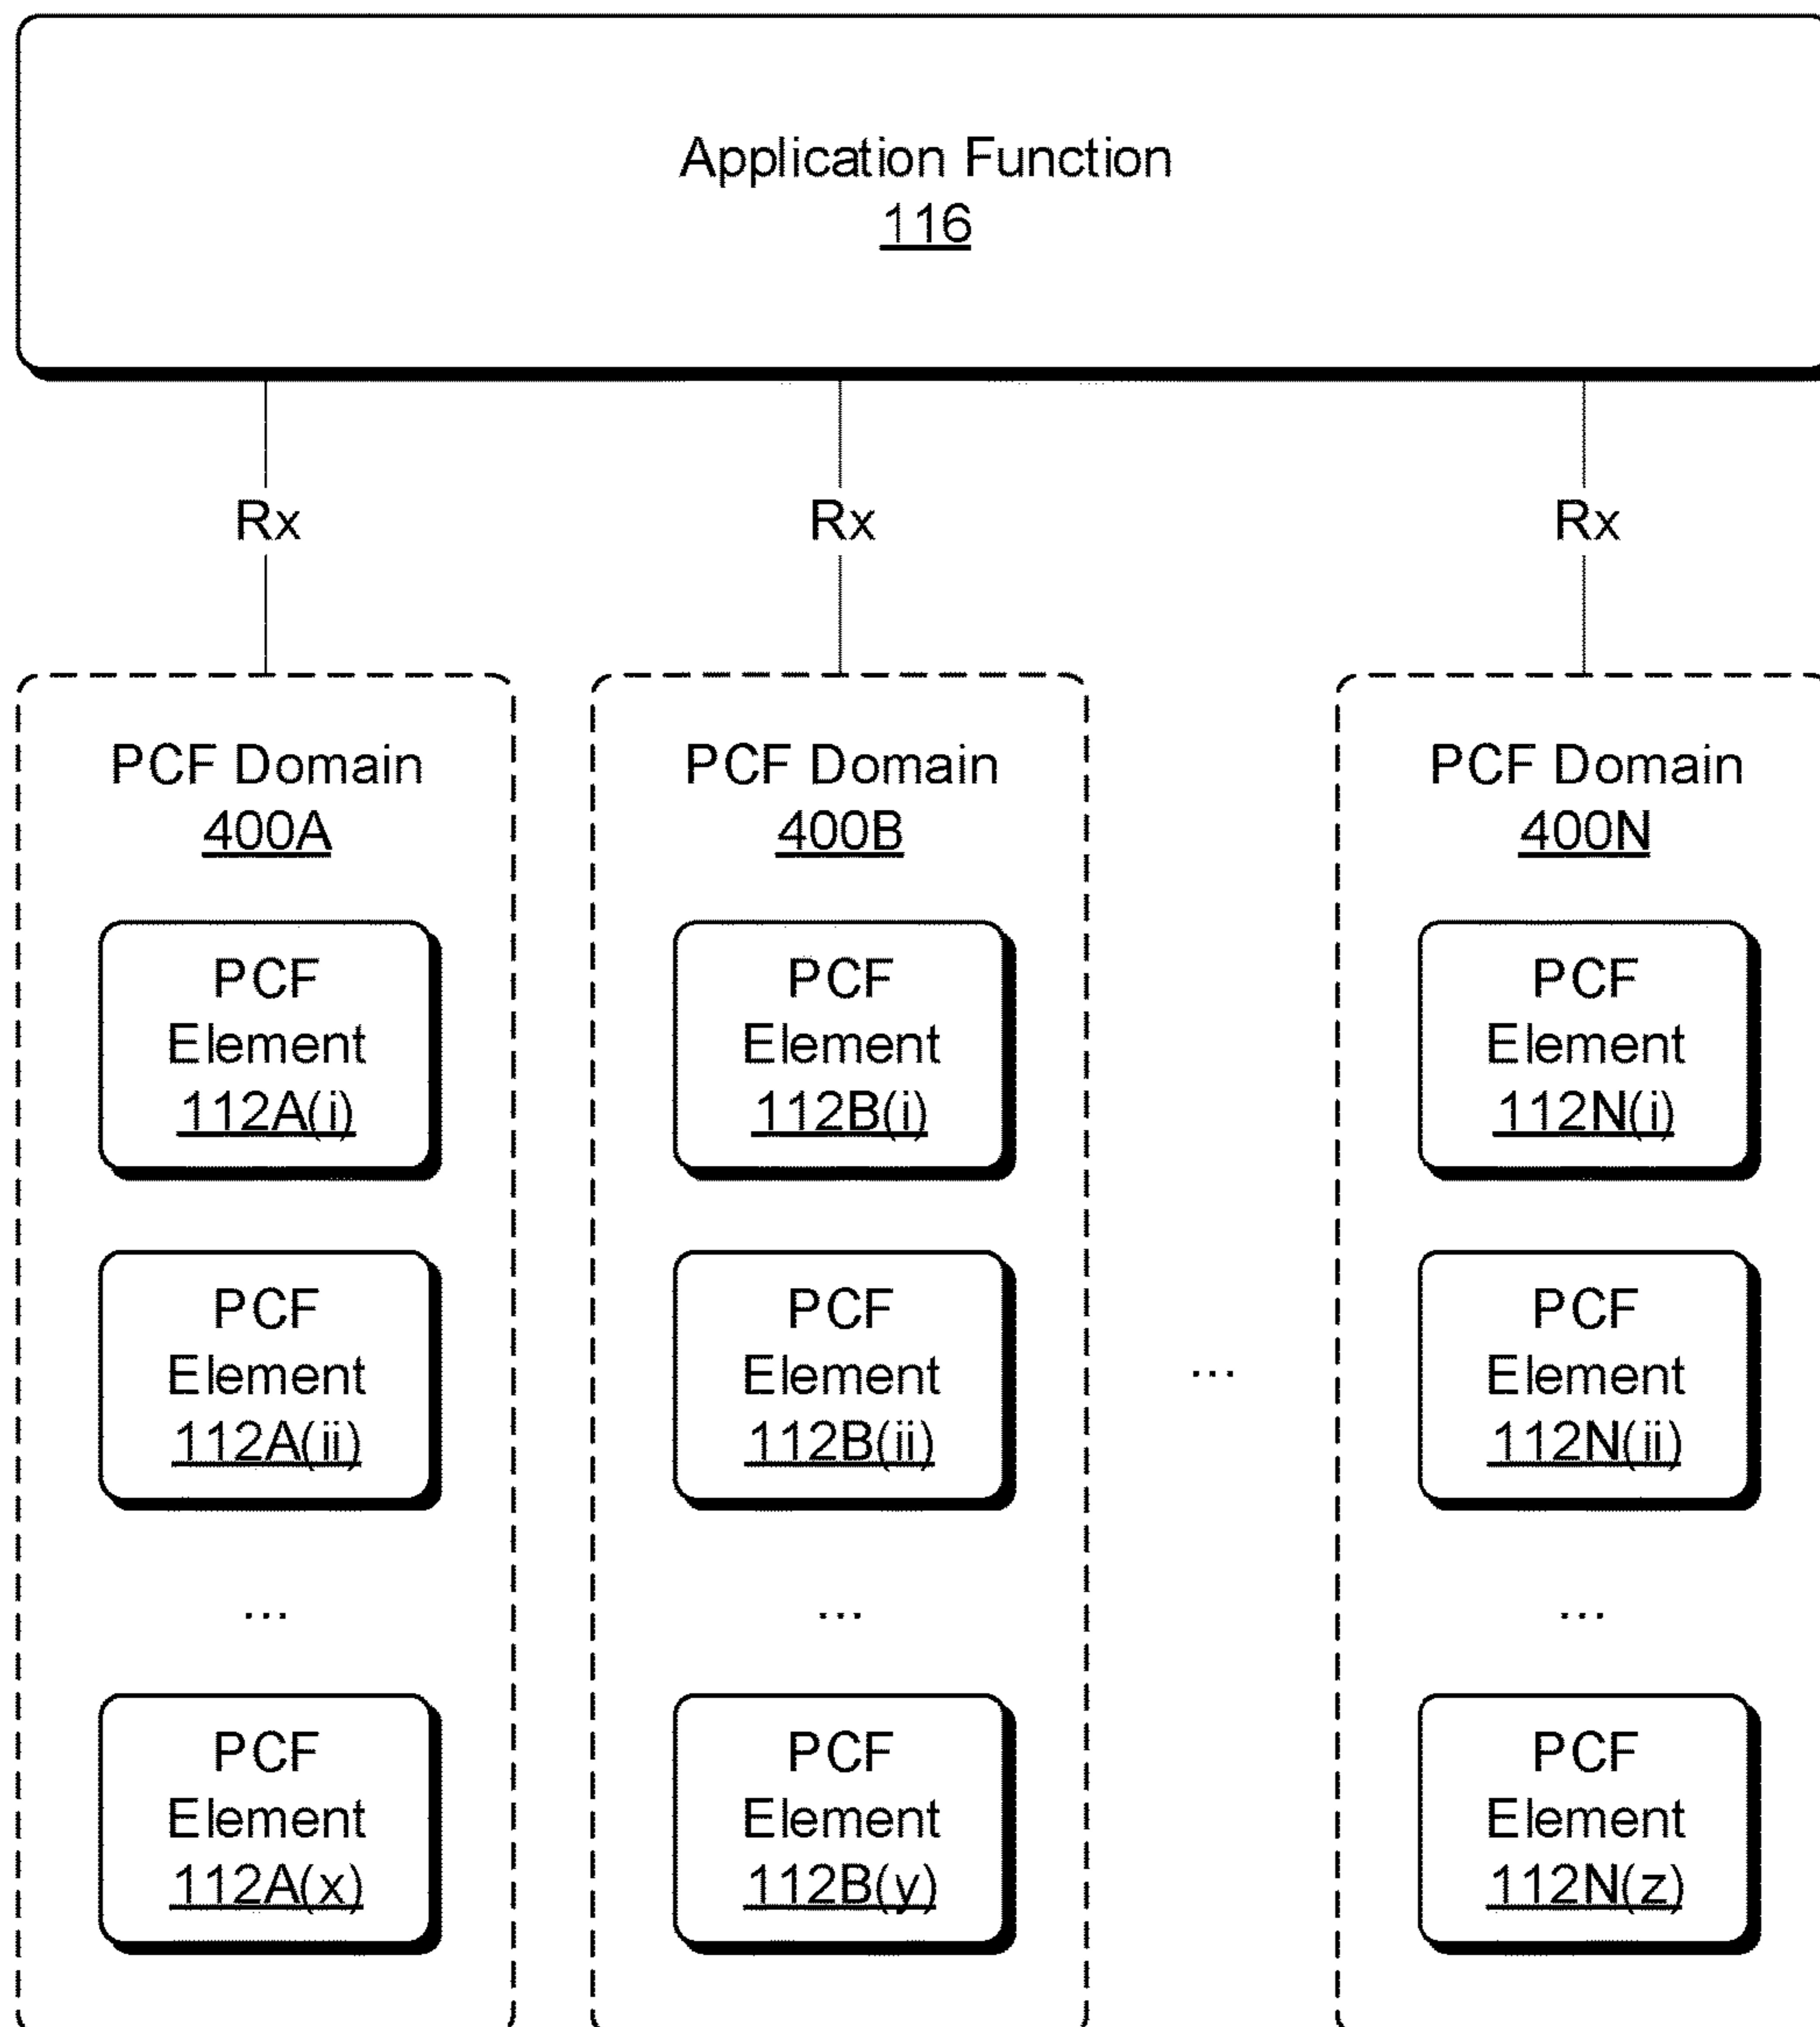 Application Function
116
Rx
Rx
Rx
PCF Domain
400A
PCF Domain
400B
PCF Domain
400N
PCF
Element
112A(i)
PCF
Element
112B(i)
PCF
Element
112N(i)
PCF
Element
112A(ii)
PCF
Element
112B(ii)
...
PCF
Element
112N(ii)
...
...
...
PCF
Element
112A(x)
PCF
Element
112B(y)
PCF
Element
112N(z)